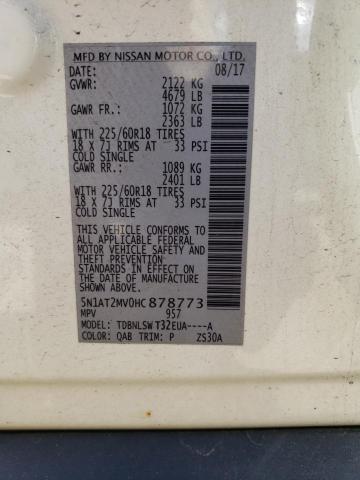 MFD BY NISSAN MOTOR CO., LTD.
DATE: 08/17
GVWR: 2122 KG
4679 LB
GAWR FR.: 1072 KG
2363 LB
WITH 225/60R18 TIRES
18 X 7J RIMS AT 33 PSI
COLD SINGLE
GAWR RR.: 1089 KG
2401 LB
WITH 225/60R18 TIRES
18 X 7J RIMS AT 33 PSI
COLD SINGLE
THIS VEHICLE CONFORMS TO
ALL APPLICABLE FEDERAL
MOTOR VEHICLE SAFETY AND
THEFT PREVENTION
STANDARDS IN EFFECT ON
THE DATE OF MANUFACTURE
SHOWN ABOVE.
5N1AT2MV0HC878773
MPV 957
MODEL: TDBNLSW T32EUA----A
COLOR: QAB TRIM: P ZS30A